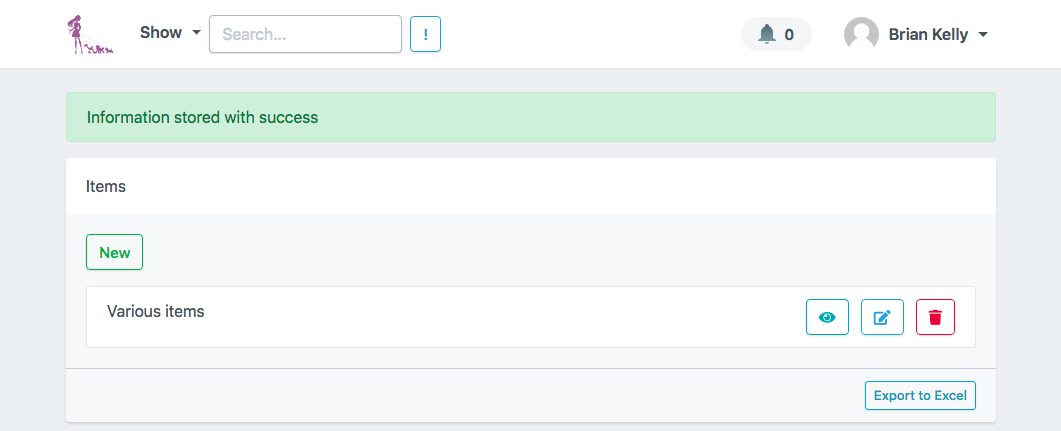 Show Search... ! 0 Brian Kelly
Information stored with success
Items
New
Various items
Export to Excel